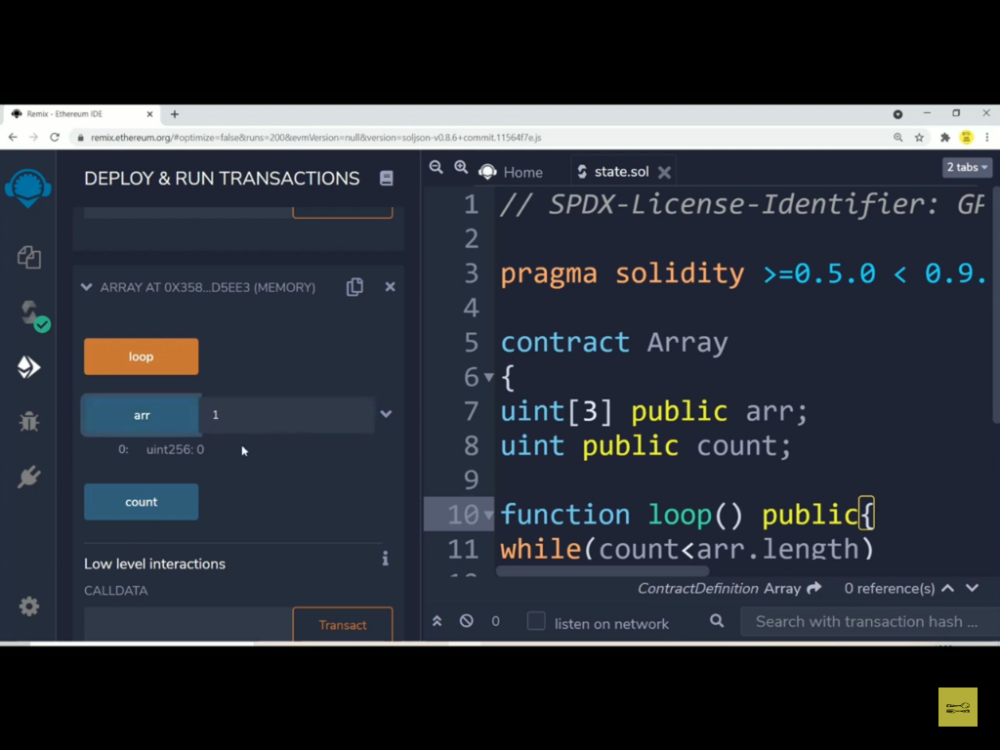 Remix - Ethereum IDE
remix.ethereum.org/#optimize=false&runs=200&evmVersion=null&version=soljson-v0.8.6+commit.11564f7e.js
DEPLOY & RUN TRANSACTIONS
ARRAY AT 0X358...D5EE3 (MEMORY)
loop
arr
1
0: uint256: 0
count
Low level interactions
CALLDATA
Transact
Home
state.sol
2 tabs
1 // SPDX-License-Identifier: GP
2
3 pragma solidity >=0.5.0 < 0.9.
4
5 contract Array
6 {
7 uint[3] public arr;
8 uint public count;
9
10 function loop() public{
11 while(count<arr.length)
ContractDefinition Array 0 reference(s)
0 listen on network Search with transaction hash ...